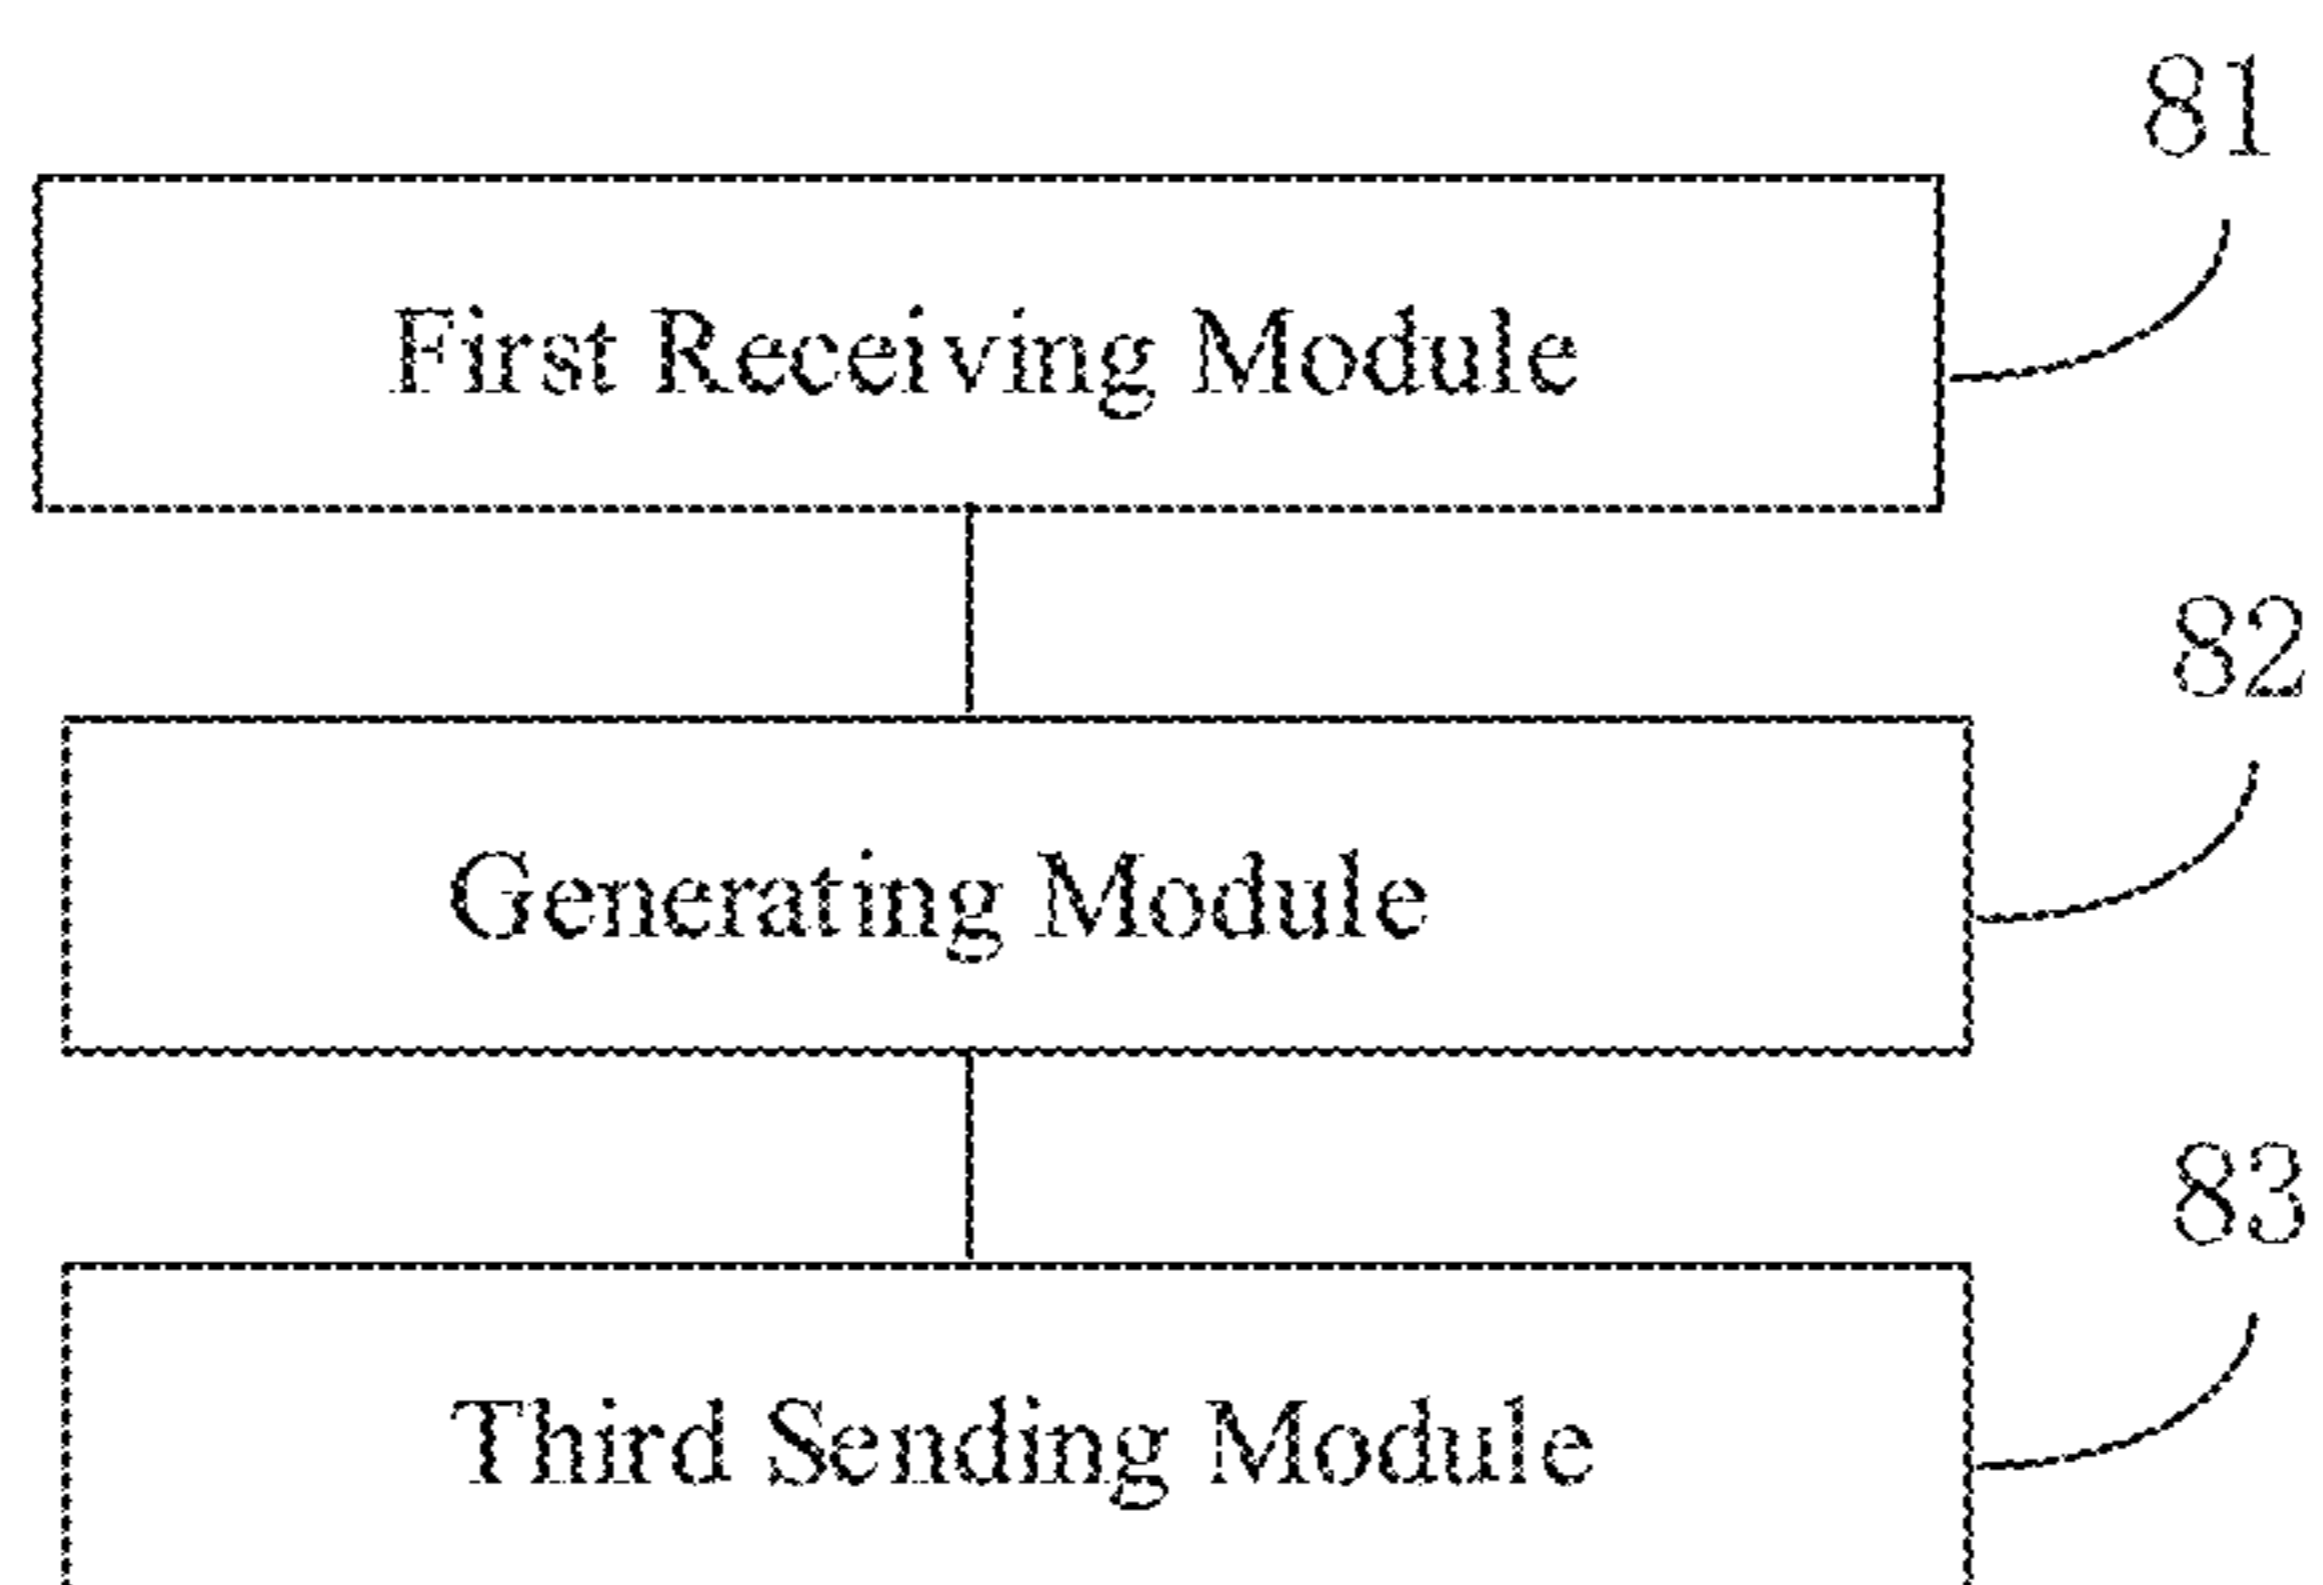 81
First Receiving Module
82
Generating Module
83
Third Sending Module